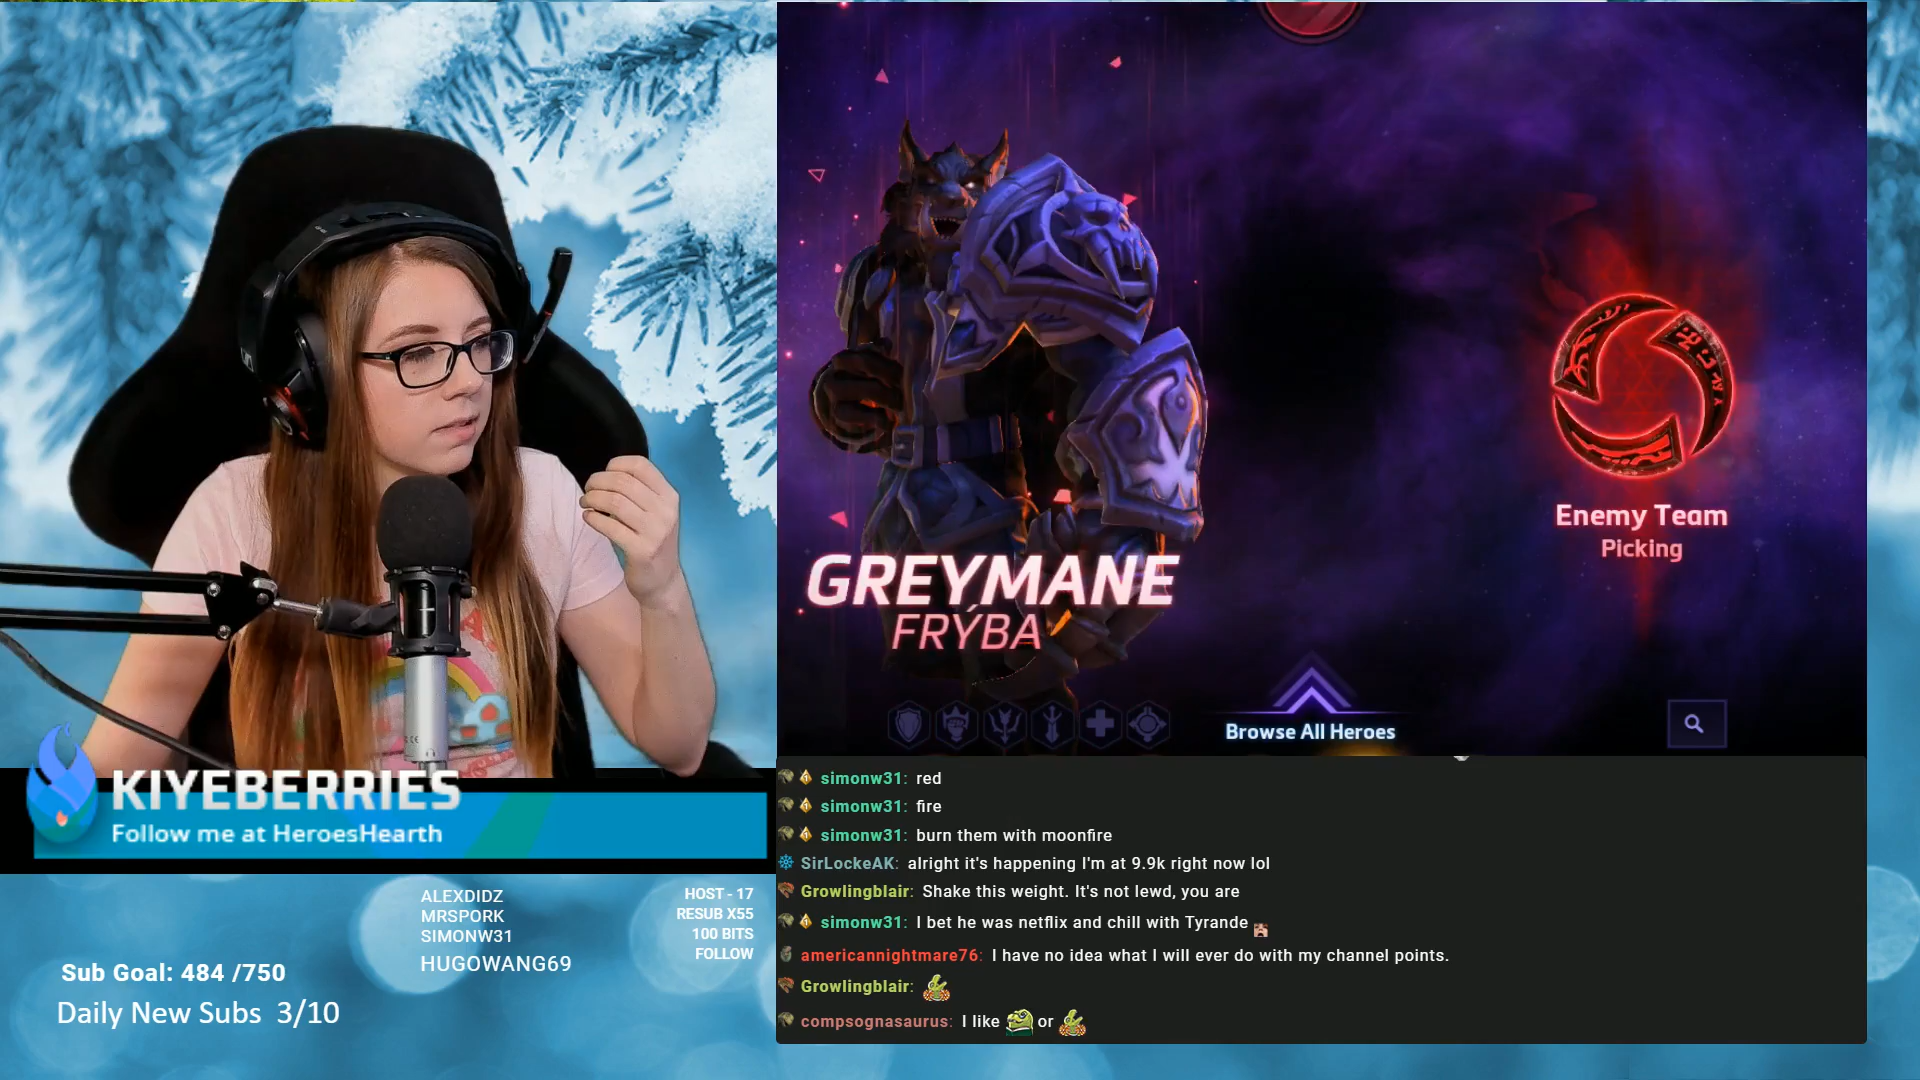 GREYMANE
FRÝBA
Enemy Team
Picking
Browse All Heroes
KIYEBERRIES
Follow me at HeroesHearth
ALEXDIDZ HOST - 17
MRSPORK RESUB X55
SIMONW31 100 BITS
HUGOWANG69 FOLLOW
Sub Goal: 484 /750
Daily New Subs 3/10
simonw31: red
simonw31: fire
simonw31: burn them with moonfire
SirLockeAK: alright it's happening I'm at 9.9k right now lol
Growlingblair: Shake this weight. It's not lewd, you are
simonw31: I bet he was netflix and chill with Tyrande
americannightmare76: I have no idea what I will ever do with my channel points.
Growlingblair:
compsognasaurus: I like or